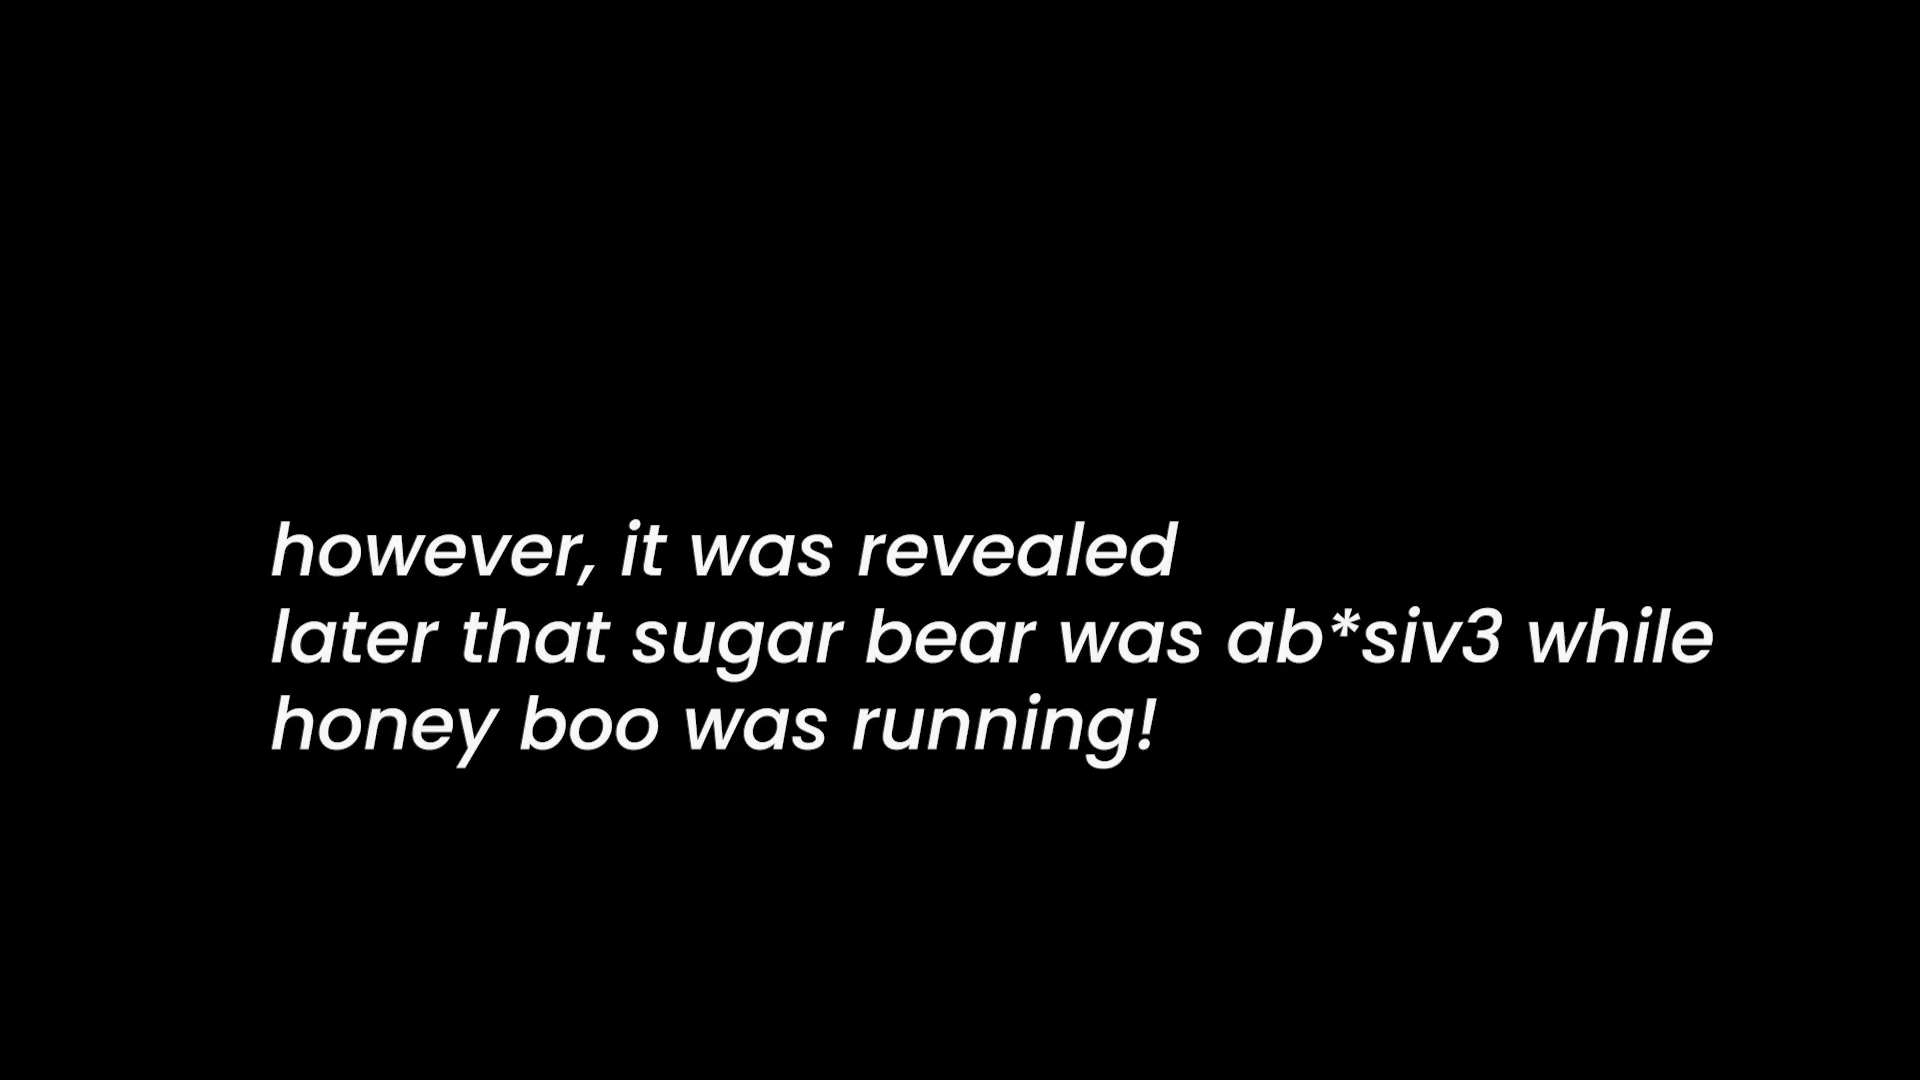 however, it was revealed
later that sugar bear was ab*siv3 while
honey boo was running!